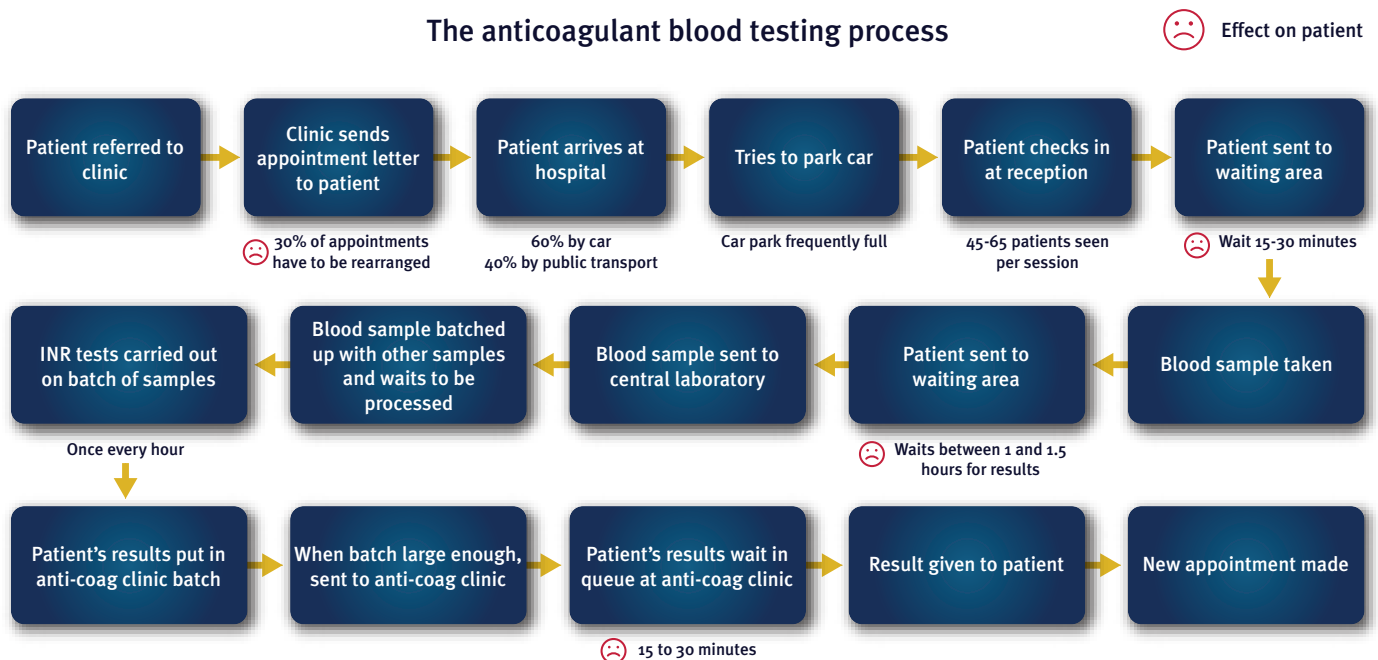 The anticoagulant blood testing process
Effect on patient
Patient referred to
clinic
Clinic sends
appointment letter
to patient
Patient arrives at
hospital
Tries to park car
Patient checks in
at reception
Patient sent to
waiting area
30% of appointments
have to be rearranged
60% by car
40% by public transport
Car park frequently full
45-65 patients seen
per session
Wait 15-30 minutes
INR tests carried out
on batch of samples
Blood sample batched
up with other samples
and waits to be
processed
Blood sample sent to
central laboratory
Patient sent to
waiting area
Blood sample taken
Once every hour
Waits between 1 and 1.5
hours for results
Patient’s results put in
anti-coag clinic batch
When batch large enough,
sent to anti-coag clinic
Patient’s results wait in
queue at anti-coag clinic
Result given to patient
New appointment made
15 to 30 minutes